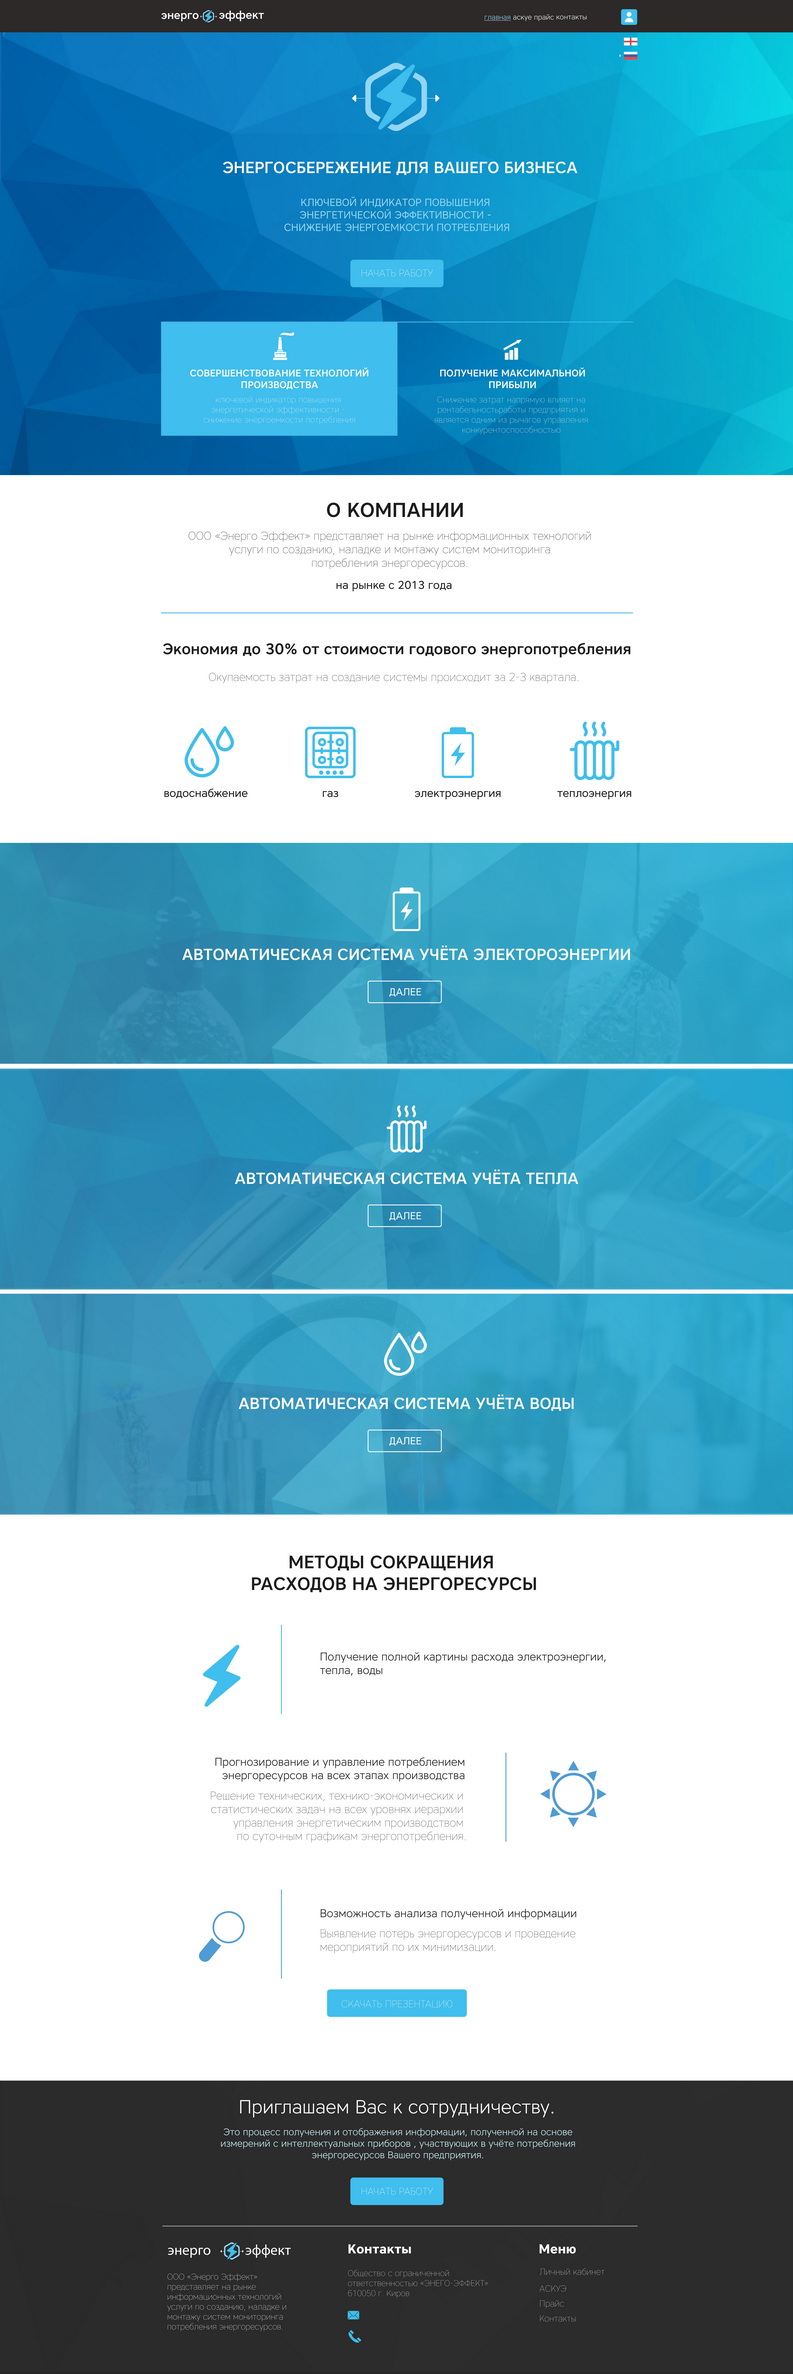 энерго эффект
главная аскуе прайс контакты
ЭНЕРГОСБЕРЕЖЕНИЕ ДЛЯ ВАШЕГО БИЗНЕСА
КЛЮЧЕВОЙ ИНДИКАТОР ПОВЫШЕНИЯ
ЭНЕРГЕТИЧЕСКОЙ ЭФФЕКТИВНОСТИ -
СНИЖЕНИЕ ЭНЕРГОЕМКОСТИ ПОТРЕБЛЕНИЯ
НАЧАТЬ РАБОТУ
СОВЕРШЕНСТВОВАНИЕ ТЕХНОЛОГИЙ
ПРОИЗВОДСТВА
ключевой индикатор повышения
энергетической эффективности -
снижение энергоемкости потребления
ПОЛУЧЕНИЕ МАКСИМАЛЬНОЙ
ПРИБЫЛИ
Снижение затрат напрямую влияет на
рентабельностьработы предприятия и
является одним из рычагов управления
конкурентоспособностью
О КОМПАНИИ
ООО «Энерго Эффект» представляет на рынке информационных технологий
услуги по созданию, наладке и монтажу систем мониторинга
потребления энергоресурсов.
на рынке с 2013 года
Экономия до 30% от стоимости годового энергопотребления
Окупаемость затрат на создание системы происходит за 2-3 квартала.
водоснабжение
газ
электроэнергия
теплоэнергия
АВТОМАТИЧЕСКАЯ СИСТЕМА УЧЁТА ЭЛЕКТОРОЭНЕРГИИ
ДАЛЕЕ
АВТОМАТИЧЕСКАЯ СИСТЕМА УЧЁТА ТЕПЛА
ДАЛЕЕ
АВТОМАТИЧЕСКАЯ СИСТЕМА УЧЁТА ВОДЫ
ДАЛЕЕ
МЕТОДЫ СОКРАЩЕНИЯ
РАСХОДОВ НА ЭНЕРГОРЕСУРСЫ
Получение полной картины расхода электроэнергии,
тепла, воды
Прогнозирование и управление потреблением
энергоресурсов на всех этапах производства
Решение технических, технико-экономических и
статистических задач на всех уровнях иерархии
управления энергетическим производством
по суточным графикам энергопотребления.
Возможность анализа полученной информации
Выявление потерь энергоресурсов и проведение
мероприятий по их минимизации.
СКАЧАТЬ ПРЕЗЕНТАЦИЮ
Приглашаем Вас к сотрудничеству.
Это процесс получения и отображения информации, полученной на основе
измерений с интеллектуальных приборов , участвующих в учёте потребления
энергоресурсов Вашего предприятия.
НАЧАТЬ РАБОТУ
энерго эффект
ООО «Энерго Эффект»
представляет на рынке
информационных технологий
услуги по созданию, наладке и
монтажу систем мониторинга
потребления энергоресурсов.
Контакты
Общество с ограниченной
ответственностью «ЭНЕГО-ЭФФЕКТ»
610050 г. Киров
Меню
Личный кабинет
АСКУЭ
Прайс
Контакты